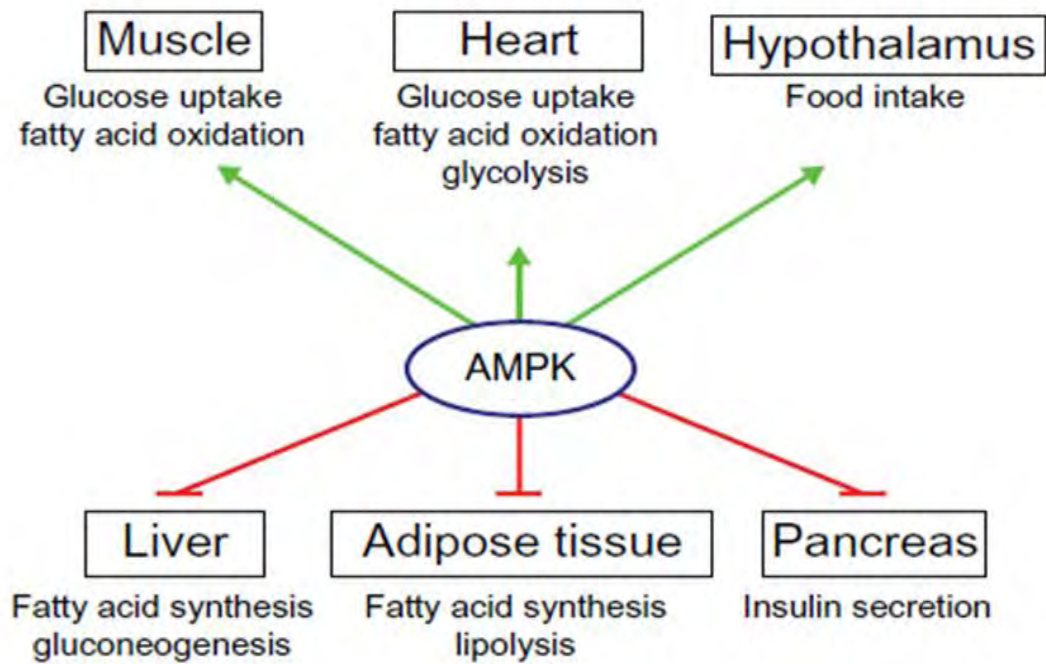 Muscle
Glucose uptake
fatty acid oxidation
Heart
Glucose uptake
fatty acid oxidation
glycolysis
Hypothalamus
Food intake
AMPK
Liver
Fatty acid synthesis
gluconeogenesis
Adipose tissue
Fatty acid synthesis
lipolysis
Pancreas
Insulin secretion